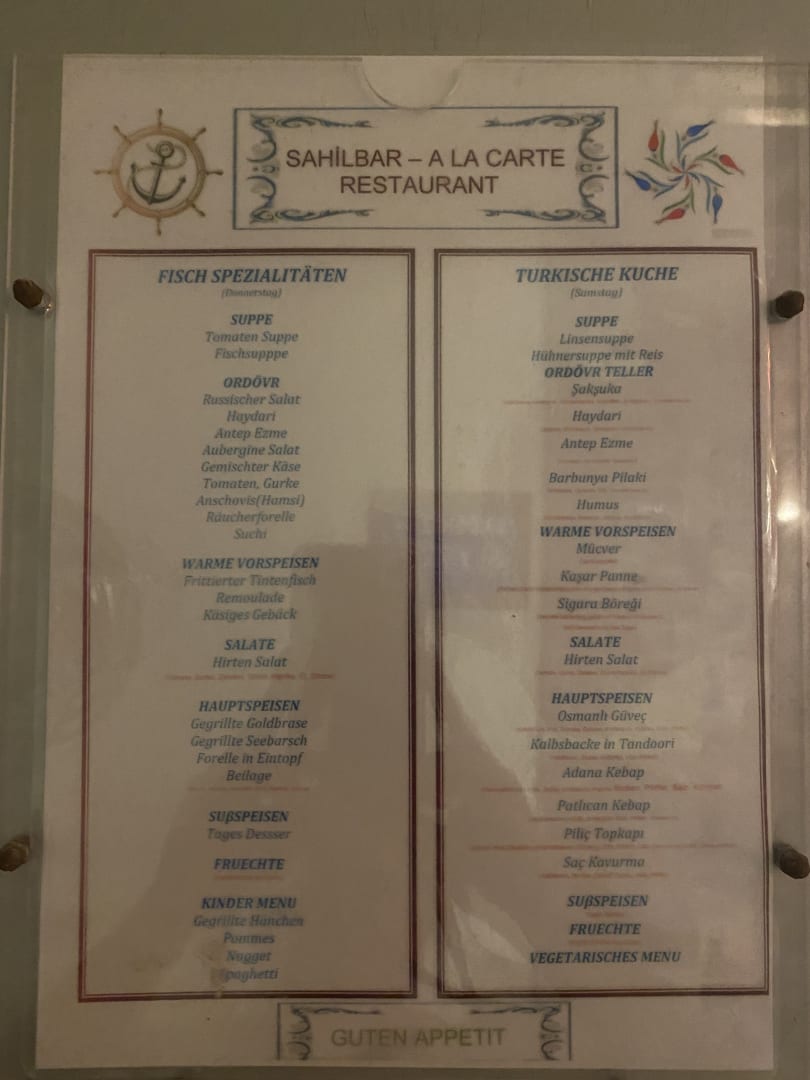 SAHİLBAR – A LA CARTE
RESTAURANT
FISCH SPEZIALITÄTEN
(Donnerstag)
SUPPE
Tomaten Suppe
Fischsupppe
ORDÖVR
Russischer Salat
Haydari
Antep Ezme
Aubergine Salat
Gemischter Käse
Tomaten, Gurke
Anschovis(Hamsi)
Räucherforelle
Suchi
WARME VORSPEISEN
Frittierter Tintenfisch
Remoulade
Käsiges Gebäck
SALATE
Hirten Salat
HAUPTSPEISEN
Gegrillte Goldbrase
Gegrillte Seebarsch
Forelle in Eintopf
Beilage
SUβSPEISEN
Tages Dessser
FRUECHTE
KINDER MENU
Gegrillte Hanchen
Pommes
Nugget
Spaghetti
TURKISCHE KUCHE
(Samstag)
SUPPE
Linsensuppe
Hühnersuppe mit Reis
ORDÖVR TELLER
Şakşuka
Haydari
Antep Ezme
Barbunya Pilaki
Humus
WARME VORSPEISEN
Mücver
Kaşar Panne
Sigara Böreği
SALATE
Hirten Salat
HAUPTSPEISEN
Osmanlı Güveç
Kalbsbacke in Tandoori
Adana Kebap
Patlıcan Kebap
Piliç Topkapı
Saç Kavurma
SUβSPEISEN
FRUECHTE
VEGETARISCHES MENU
GUTEN APPETIT